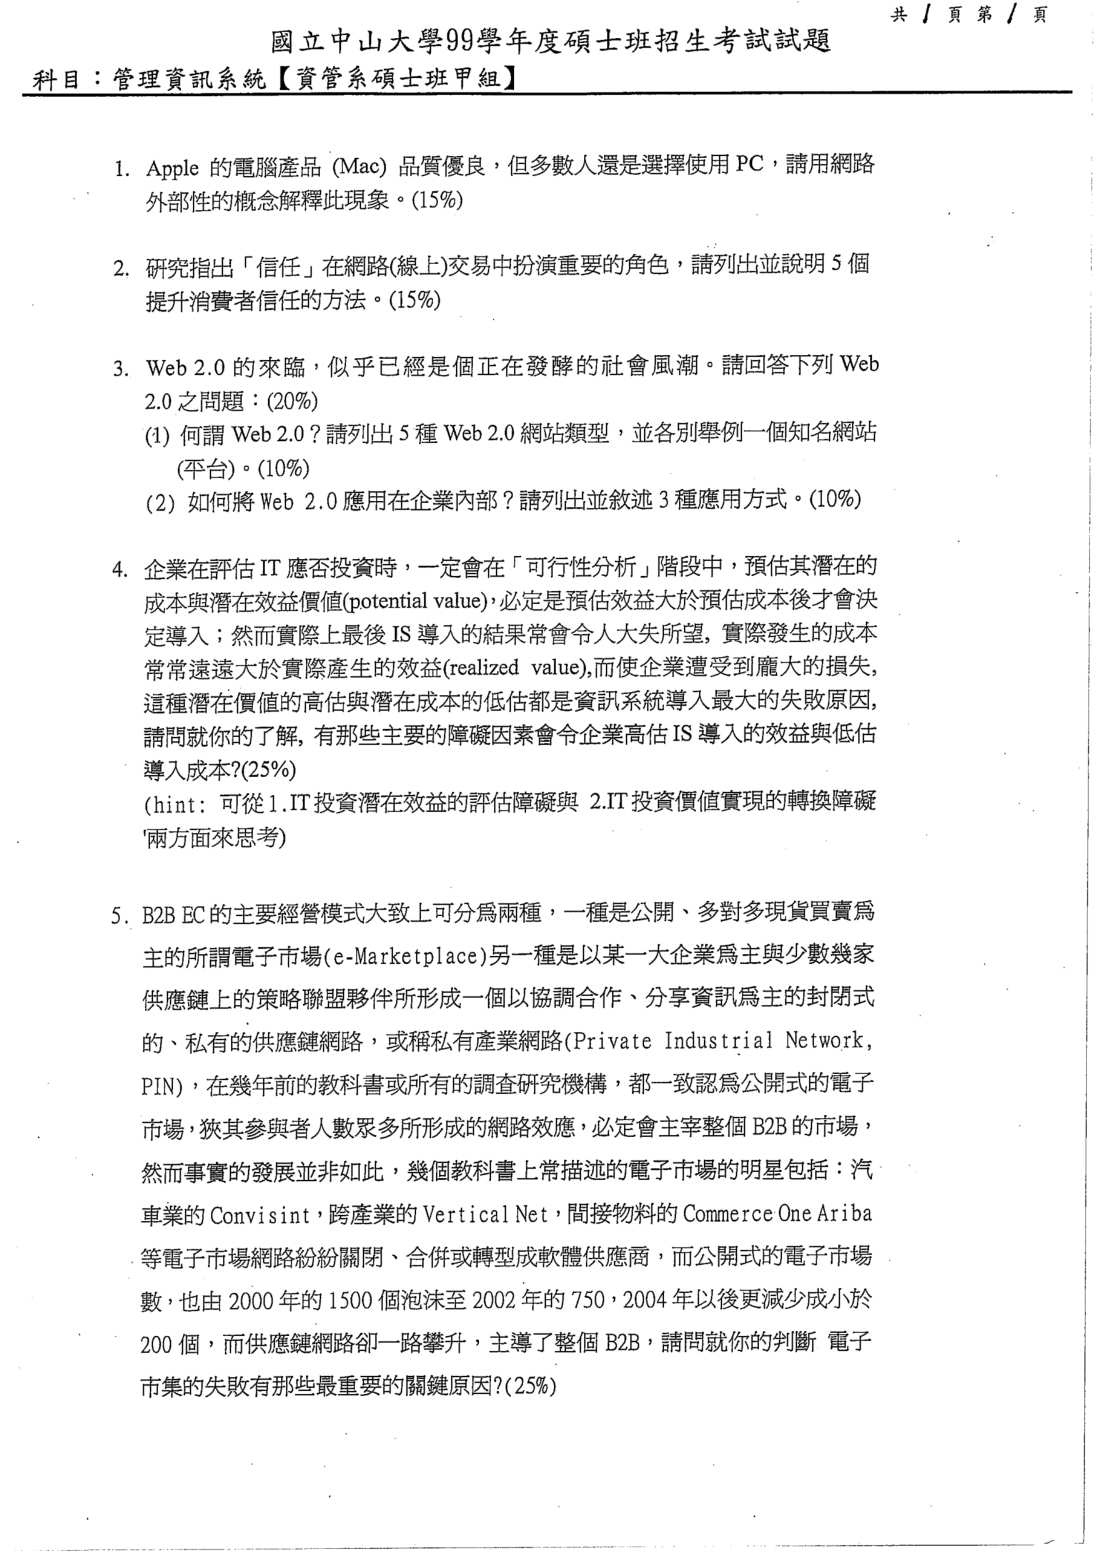 共 1 頁 第 1 頁
國立中山大學99學年度碩士班招生考試試題
科目：管理資訊系統【資管系碩士班甲組】
1. Apple 的電腦產品 (Mac) 品質優良，但多數人還是選擇使用 PC，請用網路
外部性的概念解釋此現象。(15%)
2. 研究指出「信任」在網路(線上)交易中扮演重要的角色，請列出並說明 5 個
提升消費者信任的方法。(15%)
3. Web 2.0 的來臨，似乎已經是個正在發酵的社會風潮。請回答下列 Web
2.0 之問題：(20%)
(1) 何謂 Web 2.0？請列出 5 種 Web 2.0 網站類型，並各別舉例一個知名網站
(平台)。(10%)
(2) 如何將 Web 2.0 應用在企業內部？請列出並敘述 3 種應用方式。(10%)
4. 企業在評估 IT 應否投資時，一定會在「可行性分析」階段中，預估其潛在的
成本與潛在效益價值(potential value)，必定是預估效益大於預估成本後才會決
定導入；然而實際上最後 IS 導入的結果常會令人大失所望, 實際發生的成本
常常遠遠大於實際產生的效益(realized value),而使企業遭受到龐大的損失,
這種潛在價值的高估與潛在成本的低估都是資訊系統導入最大的失敗原因,
請問就你的了解, 有那些主要的障礙因素會令企業高估 IS 導入的效益與低估
導入成本?(25%)
(hint: 可從 1.IT 投資潛在效益的評估障礙與 2.IT 投資價值實現的轉換障礙
兩方面來思考)
5. B2B EC 的主要經營模式大致上可分為兩種，一種是公開、多對多現貨買賣為
主的所謂電子市場(e-Marketplace)另一種是以某一大企業為主與少數幾家
供應鏈上的策略聯盟夥伴所形成一個以協調合作、分享資訊為主的封閉式
的、私有的供應鏈網路，或稱私有產業網路(Private Industrial Network,
PIN)，在幾年前的教科書或所有的調查研究機構，都一致認為公開式的電子
市場，狹其參與者人數眾多所形成的網路效應，必定會主宰整個 B2B 的市場，
然而事實的發展並非如此，幾個教科書上常描述的電子市場的明星包括：汽
車業的 Convisint，跨產業的 Vertical Net，間接物料的 Commerce One Ariba
等電子市場網路紛紛關閉、合併或轉型成軟體供應商，而公開式的電子市場
數，也由 2000 年的 1500 個泡沫至 2002 年的 750，2004 年以後更減少成小於
200 個，而供應鏈網路卻一路攀升，主導了整個 B2B，請問就你的判斷 電子
市集的失敗有那些最重要的關鍵原因?(25%)